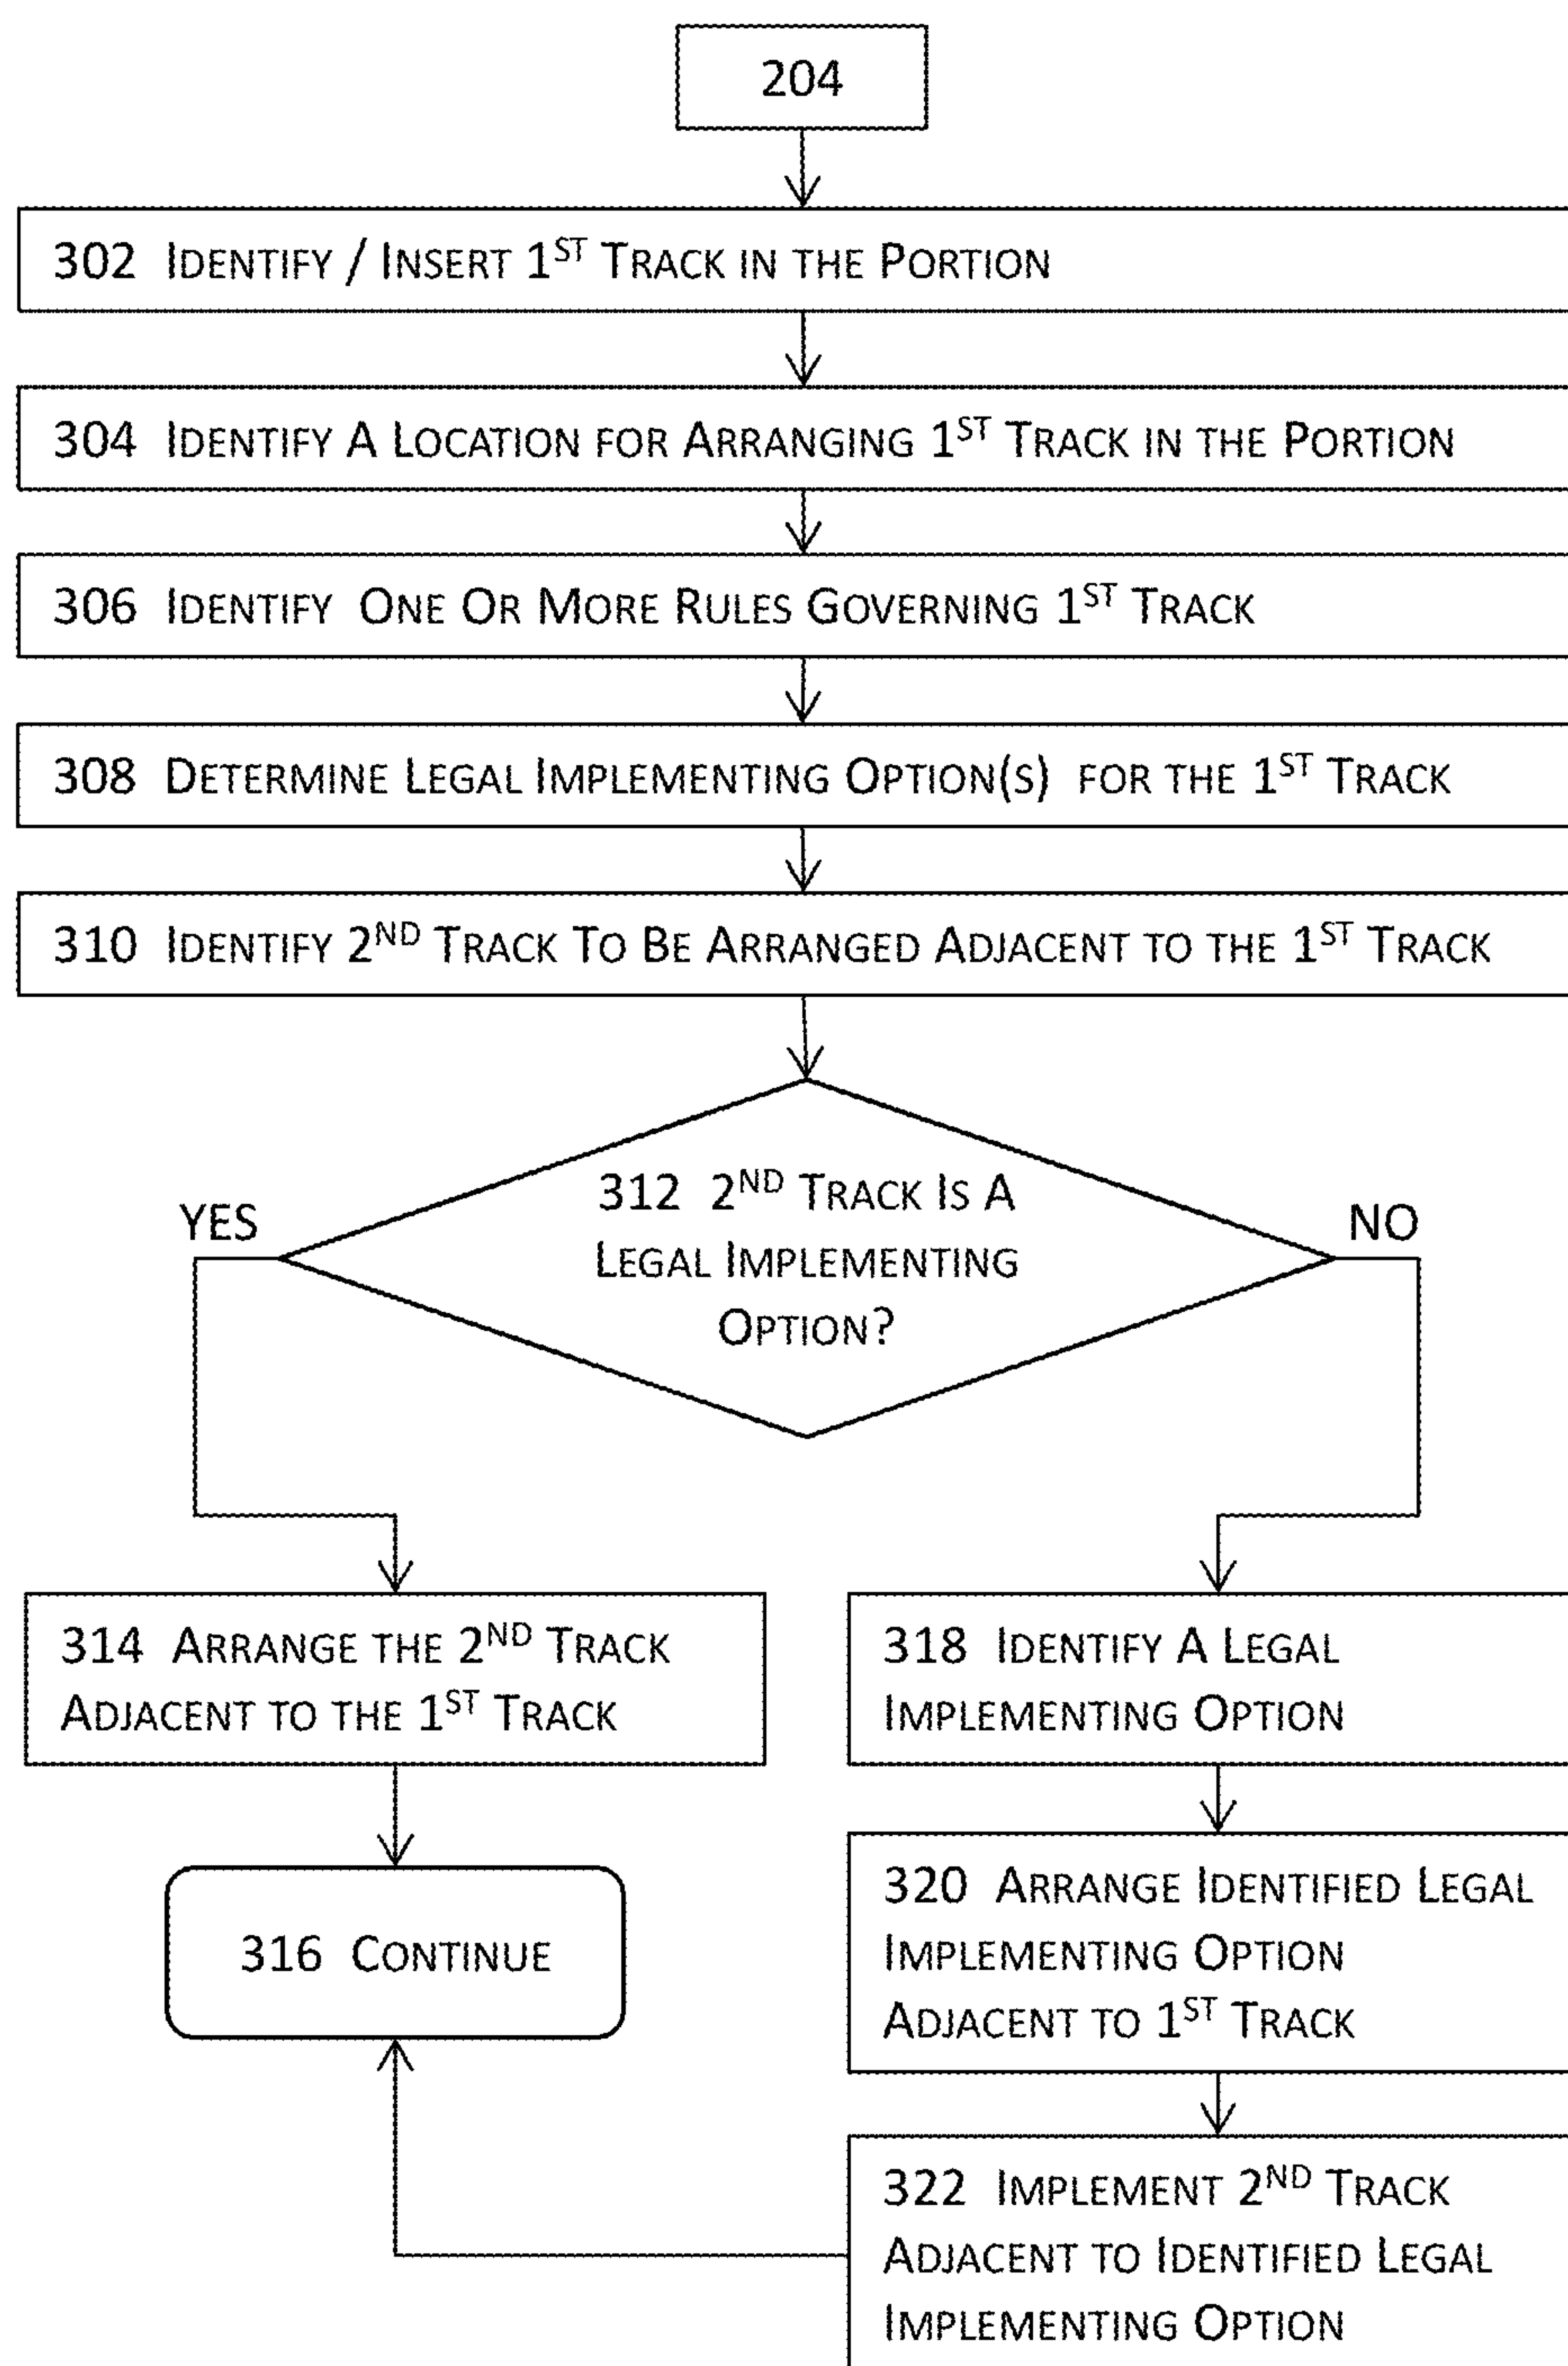 204
302 IDENTIFY / INSERT 1ST TRACK IN THE PORTION
304 IDENTIFY A LOCATION FOR ARRANGING 1ST TRACK IN THE PORTION
306 IDENTIFY ONE OR MORE RULES GOVERNING 1ST TRACK
308 DETERMINE LEGAL IMPLEMENTING OPTION(S) FOR THE 1ST TRACK
310 IDENTIFY 2ND TRACK TO BE ARRANGED ADJACENT TO THE 1ST TRACK
312 2ND TRACK IS A
LEGAL IMPLEMENTING
OPTION?
YES
NO
314 ARRANGE THE 2ND TRACK
ADJACENT TO THE 1ST TRACK
316 CONTINUE
318 IDENTIFY A LEGAL
IMPLEMENTING OPTION
320 ARRANGE IDENTIFIED LEGAL
IMPLEMENTING OPTION
ADJACENT TO 1ST TRACK
322 IMPLEMENT 2ND TRACK
ADJACENT TO IDENTIFIED LEGAL
IMPLEMENTING OPTION